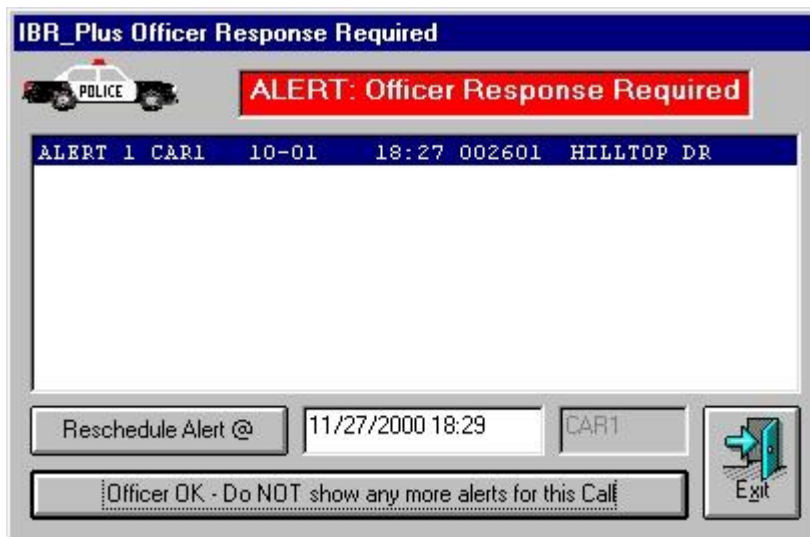 IBR_Plus Officer Response Required
POLICE
ALERT: Officer Response Required
ALERT 1 CAR1 10-01 18:27 002601 HILLTOP DR
Reschedule Alert @ 11/27/2000 18:29 CAR1
Officer OK - Do NOT show any more alerts for this Call
Exit